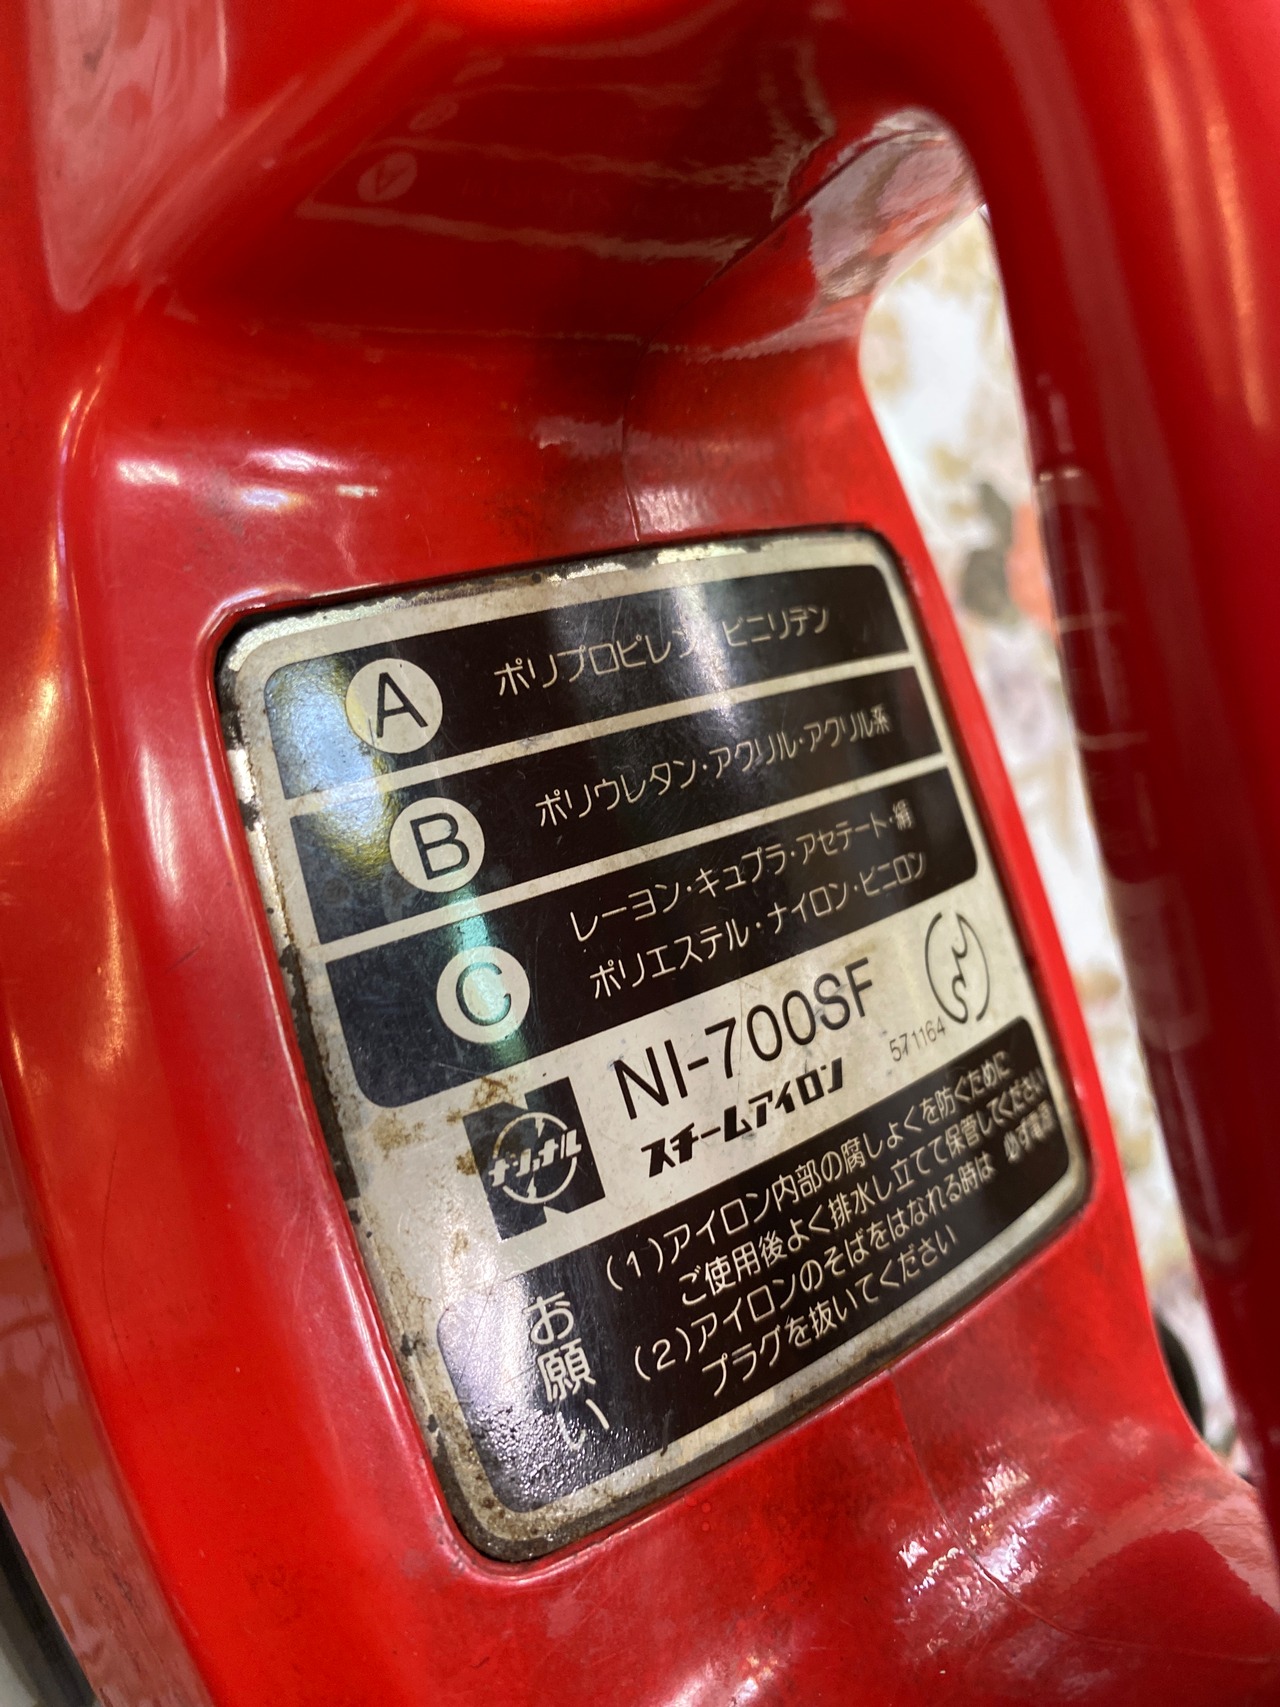 A ポリプロピレン・ビニリデン
B ポリウレタン・アクリル・アクリル系
C レーヨン・キュプラ・アセテート・絹
ポリエステル・ナイロン・ビニロン
NI-700SF
スチームアイロン
571164
ナショナル
お願い
(1)アイロン内部の腐しょくを防ぐために
ご使用後よく排水し立てて保管してください
(2)アイロンのそばをはなれる時は 必ず電源
プラグを抜いてください